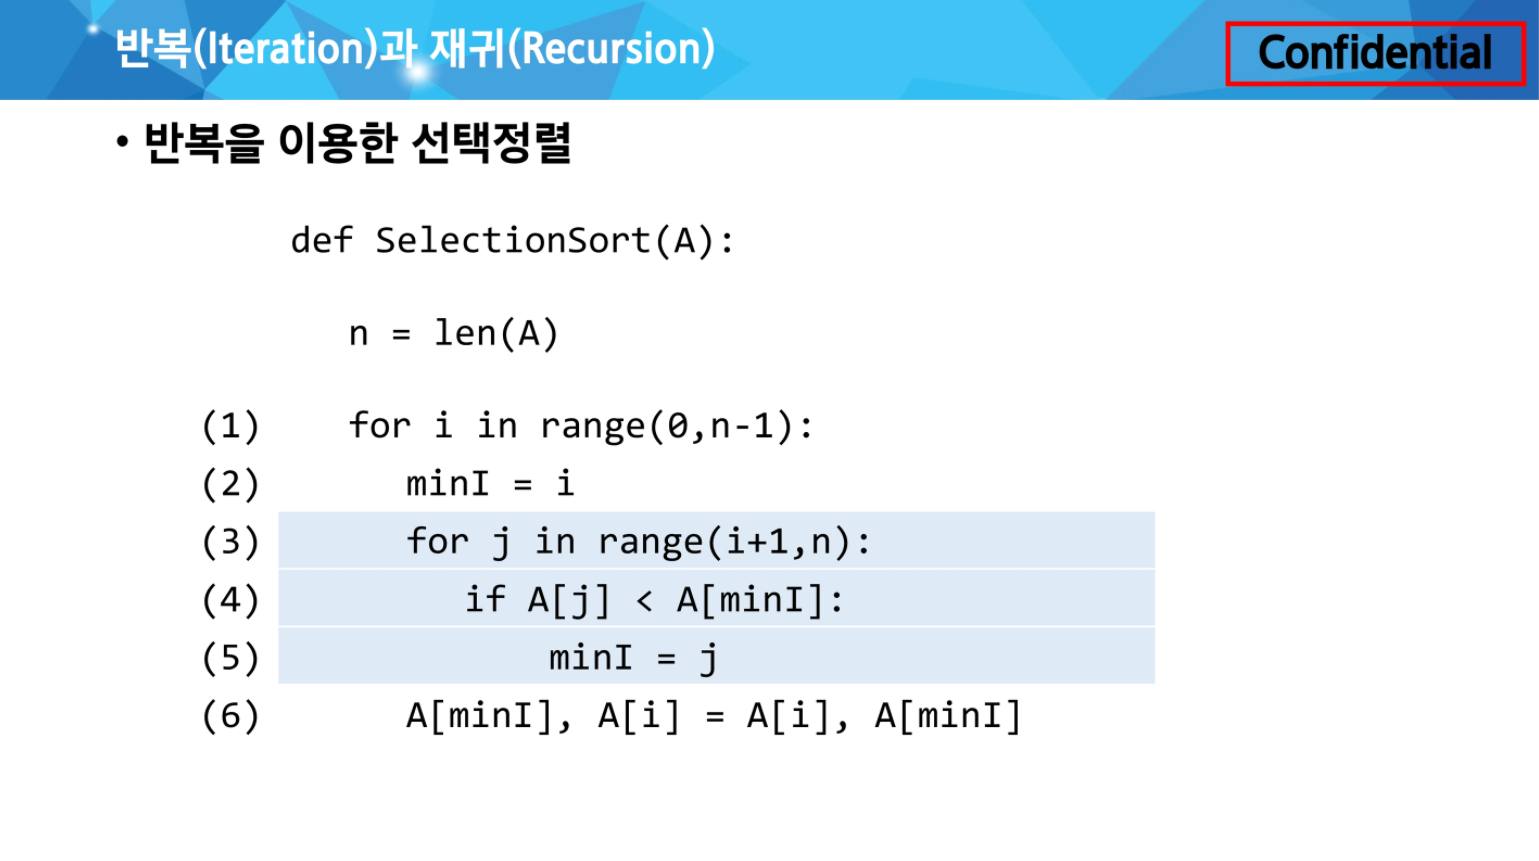 반복(Iteration)과 재귀(Recursion)
Confidential
• 반복을 이용한 선택정렬
def SelectionSort(A):
n = len(A)
(1) for i in range(0,n-1):
(2) minI = i
(3) for j in range(i+1,n):
(4) if A[j] < A[minI]:
(5) minI = j
(6) A[minI], A[i] = A[i], A[minI]